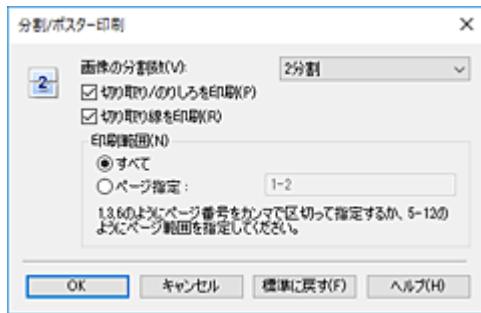 分割/ポスター印刷
画像の分割数(V): 2分割
2
切り取り/のりしろを印刷(P)
切り取り線を印刷(R)
印刷範囲(N)
すべて
ページ指定： 1-2
1,3,6のようにページ番号をカンマで区切って指定するか、5-12の
ようにページ範囲を指定してください。
OK キャンセル 標準に戻す(F) ヘルプ(H)